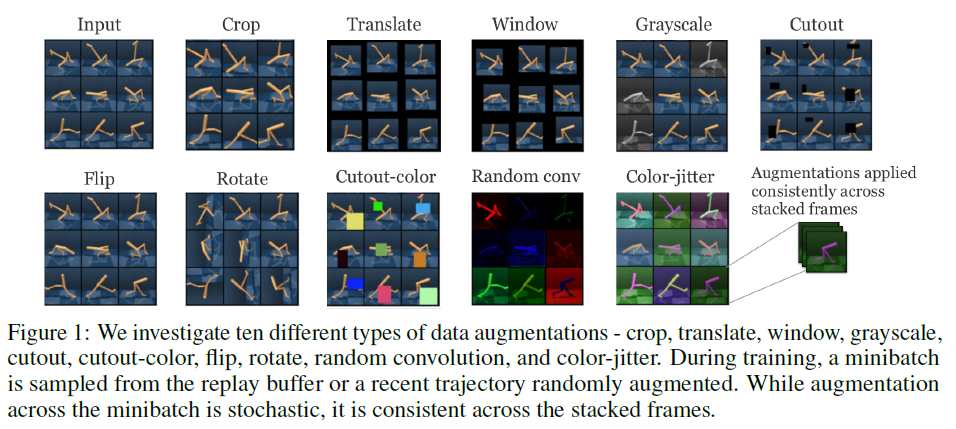 Input
Crop
Translate
Window
Grayscale
Cutout
Flip
Rotate
Cutout-color
Random conv
Color-jitter
Augmentations applied
consistently across
stacked frames
Figure 1: We investigate ten different types of data augmentations - crop, translate, window, grayscale,
cutout, cutout-color, flip, rotate, random convolution, and color-jitter. During training, a minibatch
is sampled from the replay buffer or a recent trajectory randomly augmented. While augmentation
across the minibatch is stochastic, it is consistent across the stacked frames.